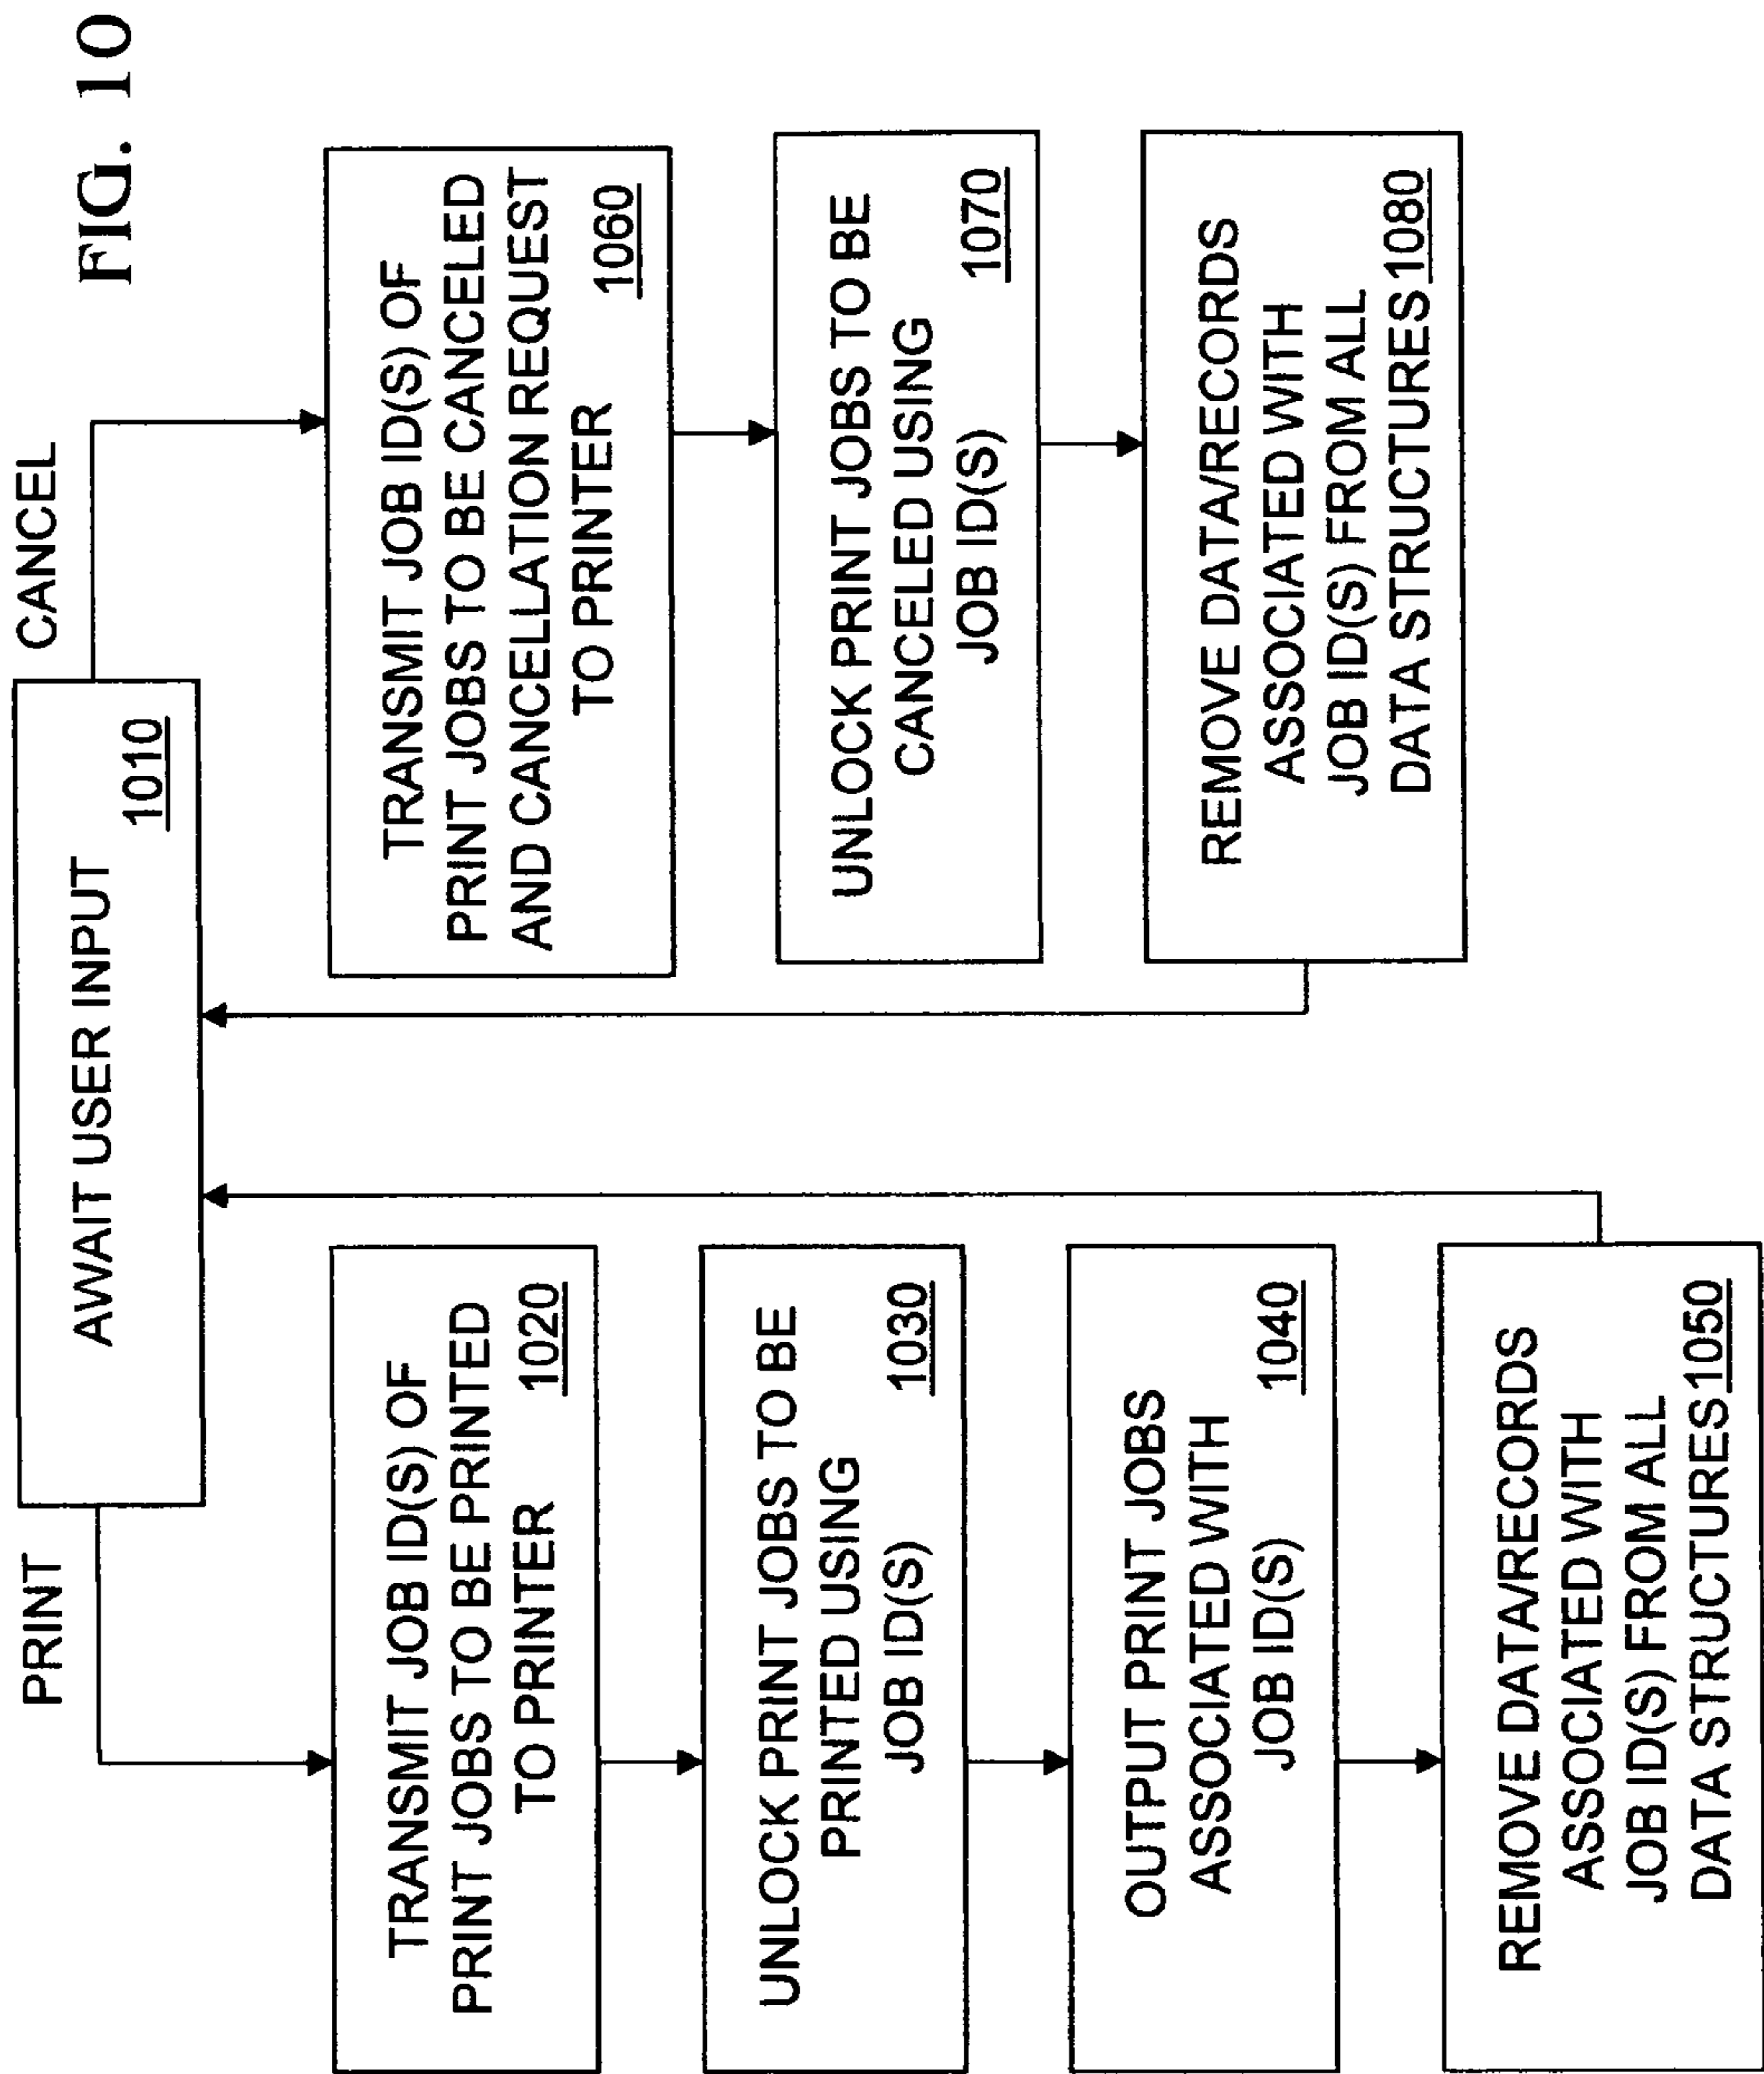 FIG. 10
AWAIT USER INPUT
1010
PRINT
TRANSMIT JOB ID(S) OF
PRINT JOBS TO BE PRINTED
TO PRINTER
1020
UNLOCK PRINT JOBS TO BE
PRINTED USING
JOB ID(S)
1030
OUTPUT PRINT JOBS
ASSOCIATED WITH
JOB ID(S)
1040
REMOVE DATA/RECORDS
ASSOCIATED WITH
JOB ID(S) FROM ALL
DATA STRUCTURES 1050
CANCEL
TRANSMIT JOB ID(S) OF
PRINT JOBS TO BE CANCELED
AND CANCELLATION REQUEST
TO PRINTER
1060
UNLOCK PRINT JOBS TO BE
CANCELED USING
JOB ID(S)
1070
REMOVE DATA/RECORDS
ASSOCIATED WITH
JOB ID(S) FROM ALL
DATA STRUCTURES 1080